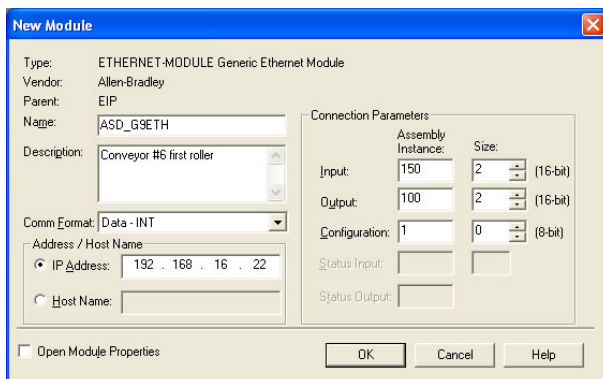 New Module
Type: ETHERNET-MODULE Generic Ethernet Module
Vendor: Allen-Bradley
Parent: EIP
Name: ASD_G9ETH
Description: Conveyor #6 first roller
Comm Format: Data - INT
Address / Host Name
IP Address: 192 . 168 . 16 . 22
Host Name:
Connection Parameters
Assembly Instance: Size:
Input: 150 2 (16-bit)
Output: 100 2 (16-bit)
Configuration: 1 0 (8-bit)
Status Input:
Status Output:
Open Module Properties
OK Cancel Help